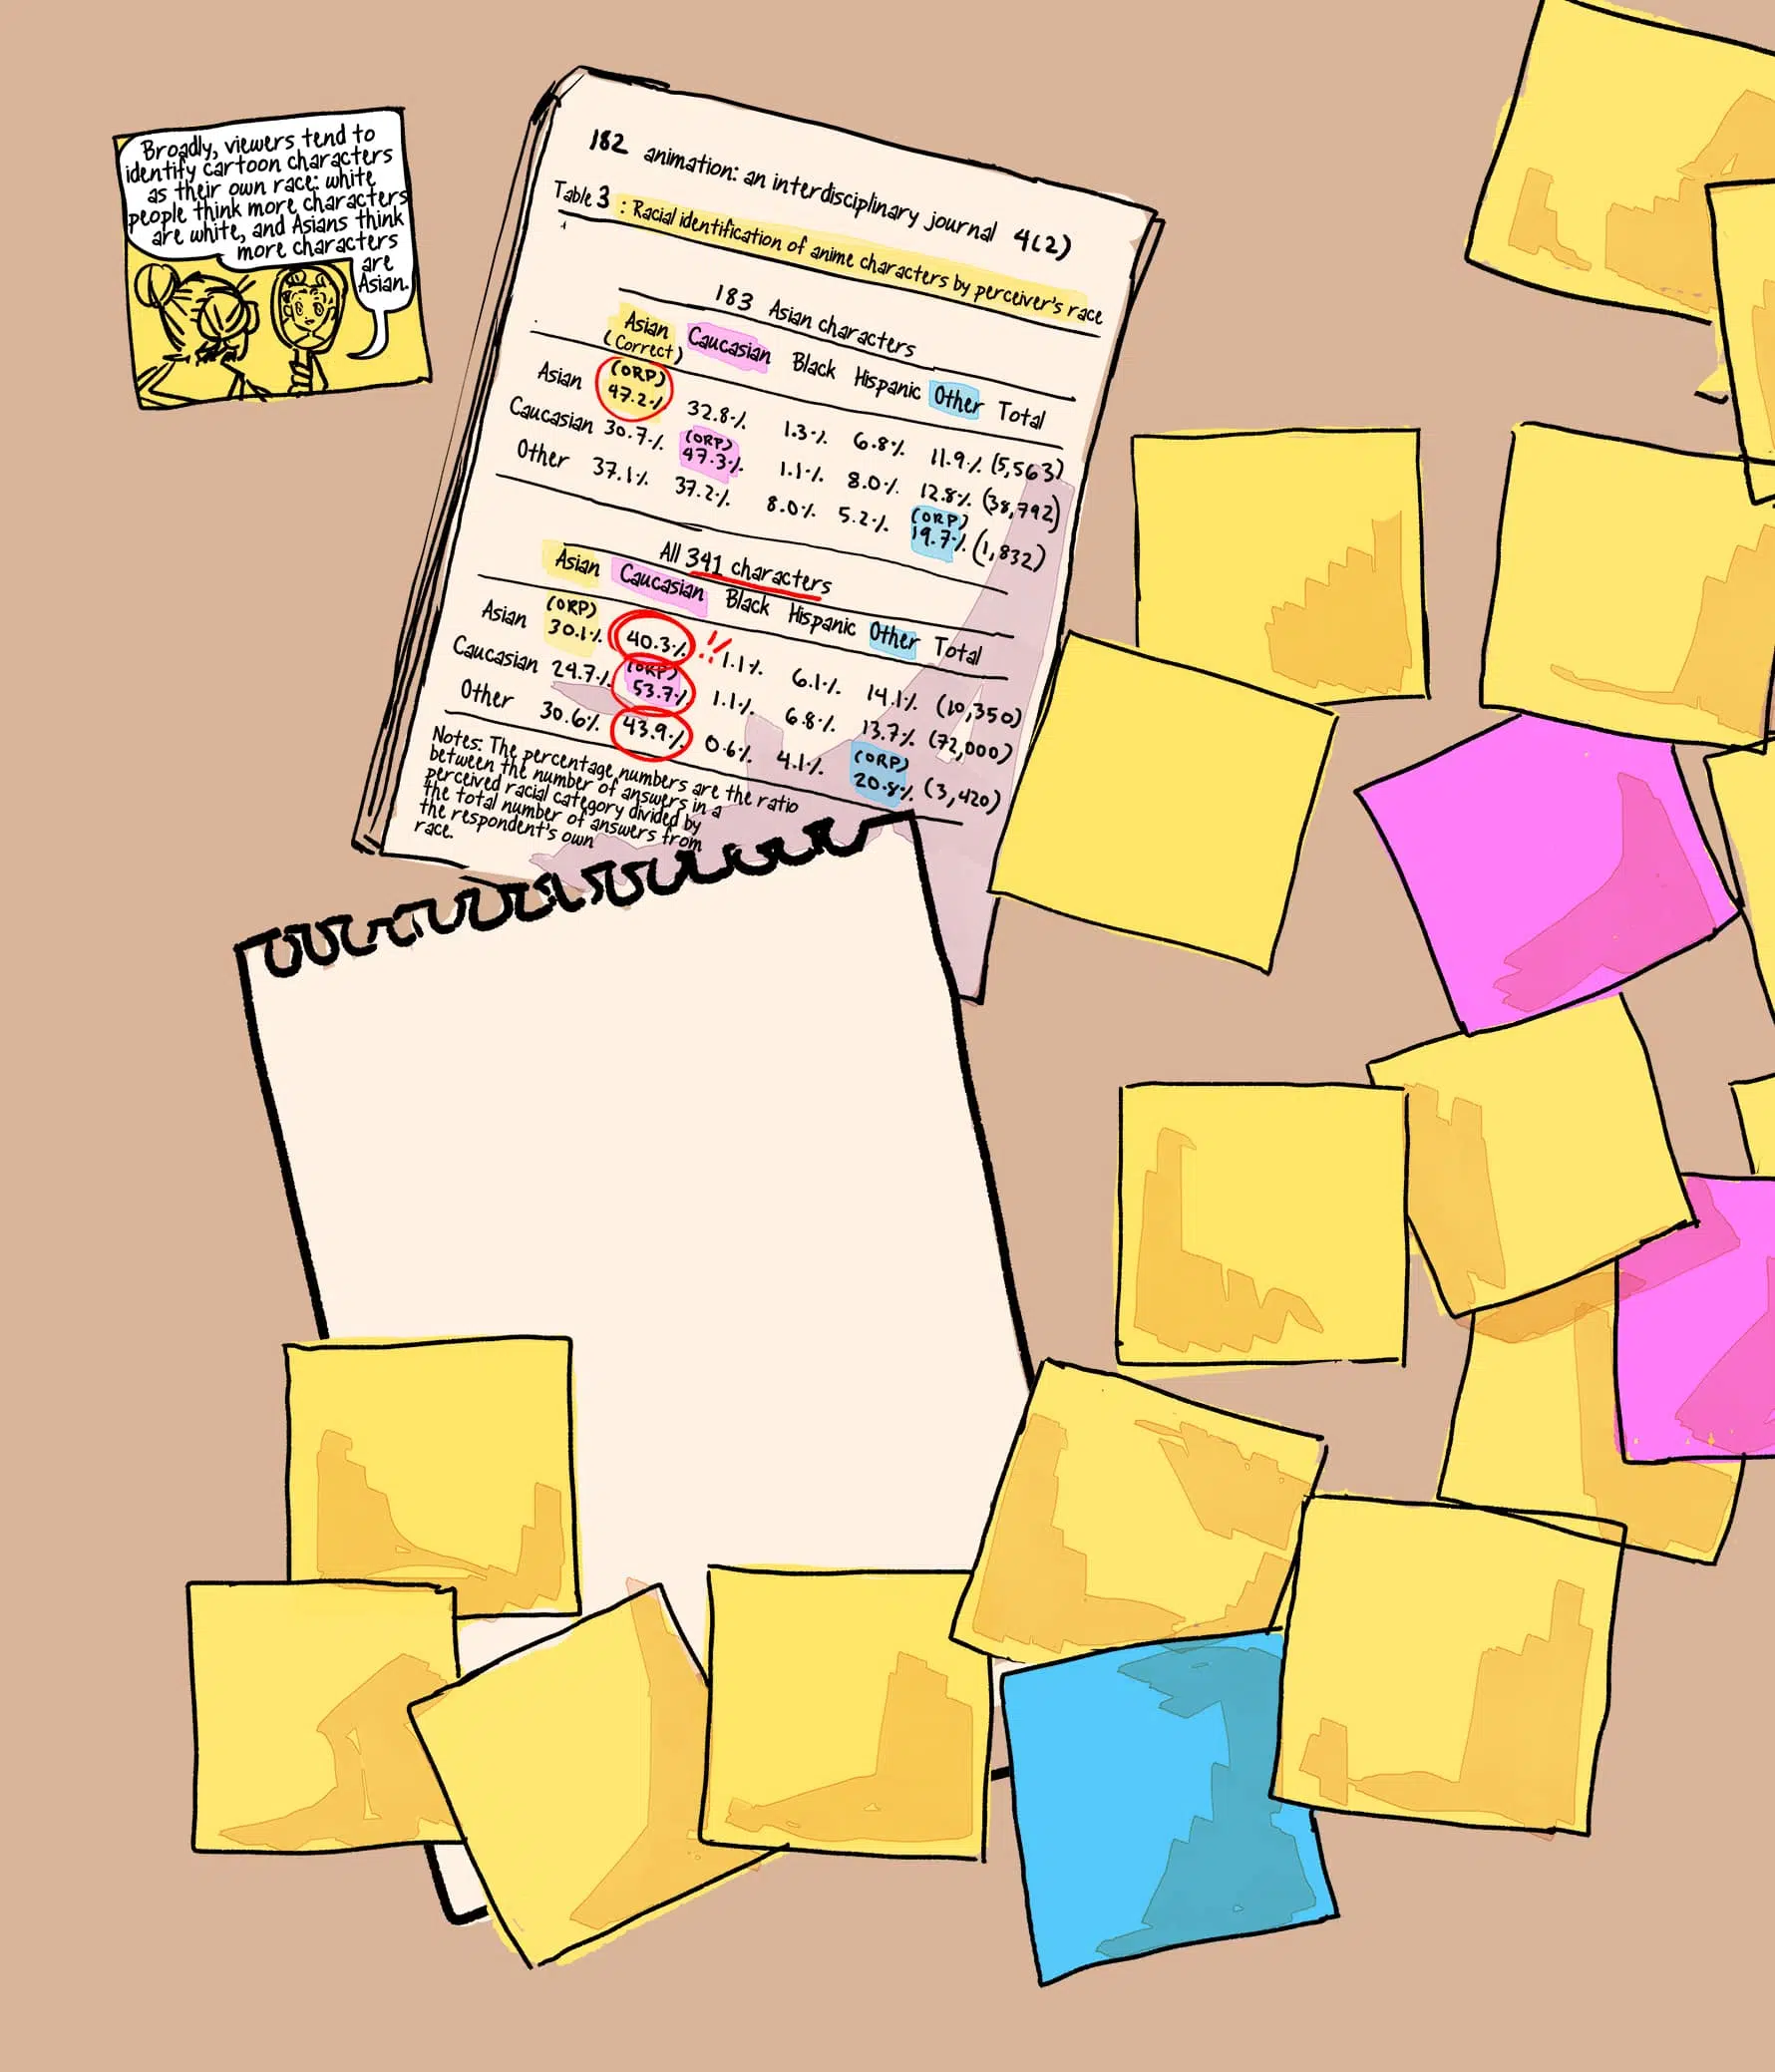 Broadly, viewers tend to
identify cartoon characters
as their own race: white
people think more characters
are white, and Asians think
more characters
are
Asian.
182 animation: an interdisciplinary journal 4(2)
Table 3 : Racial identification of anime characters by perceiver's race
183 Asian characters
Asian (Correct) Caucasian Black Hispanic Other Total
Asian (ORP) 47.2% 32.8% 1.3% 6.8% 11.9% (5,563)
Caucasian 30.7% (ORP) 47.3% 1.1% 8.0% 12.8% (38,792)
Other 37.1% 37.2% 8.0% 5.2% (ORP) 19.7% (1,832)
All 341 characters
Asian Caucasian Black Hispanic Other Total
Asian (ORP) 30.1% 40.3% !! 1.1% 6.1% 14.1% (10,350)
Caucasian 24.7% (ORP) 53.7% 1.1% 6.8% 13.7% (72,000)
Other 30.6% 43.9% 0.6% 4.1% (ORP) 20.8% (3,420)
Notes: The percentage numbers are the ratio
between the number of answers in a
perceived racial category divided by
the total number of answers from
the respondent's own
race.